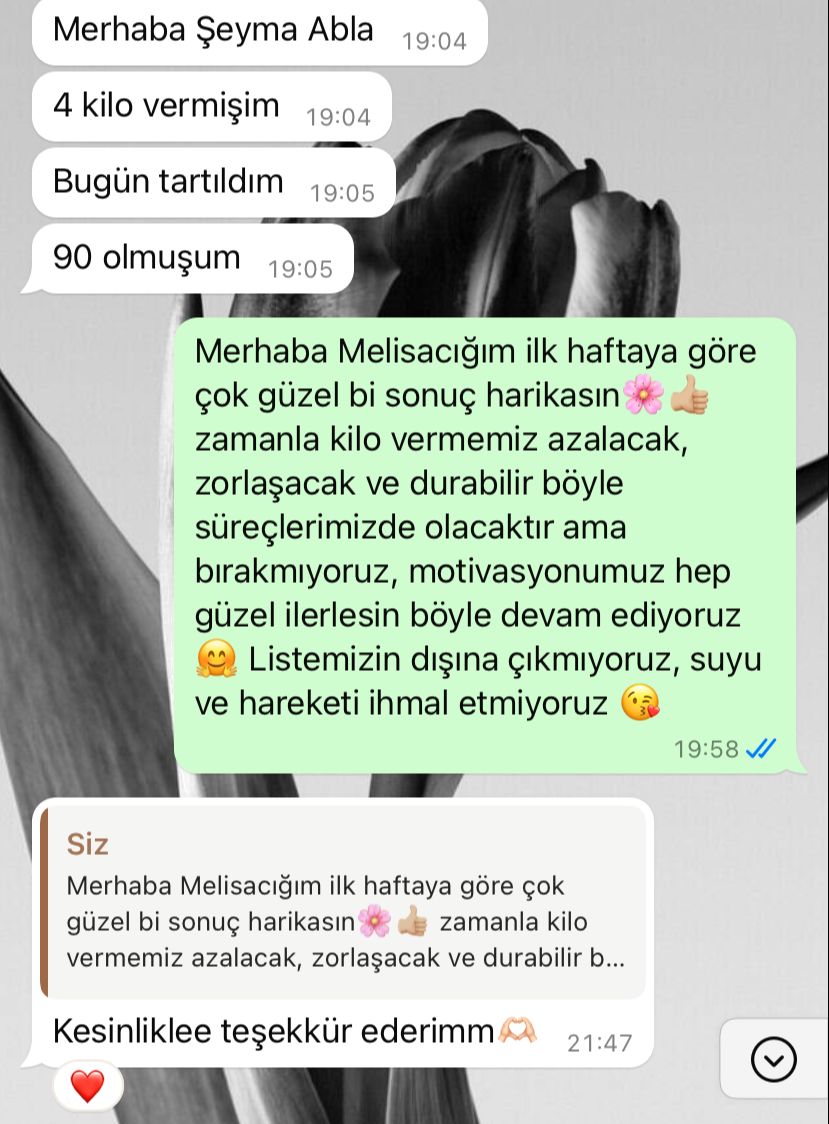 Merhaba Şeyma Abla 19:04
4 kilo vermişim 19:04
Bugün tartıldım 19:05
90 olmuşum 19:05
Merhaba Melisacığım ilk haftaya göre
çok güzel bi sonuç harikasın🌸👍🏼
zamanla kilo vermemiz azalacak,
zorlaşacak ve durabilir böyle
süreçlerimizde olacaktır ama
bırakmıyoruz, motivasyonumuz hep
güzel ilerlesin böyle devam ediyoruz
🤗 Listemizin dışına çıkmıyoruz, suyu
ve hareketi ihmal etmiyoruz 😘
19:58
Siz
Merhaba Melisacığım ilk haftaya göre çok
güzel bi sonuç harikasın🌸👍🏼 zamanla kilo
vermemiz azalacak, zorlaşacak ve durabilir b...
Kesinliklee teşekkür ederimm🫶🏻 21:47
❤️